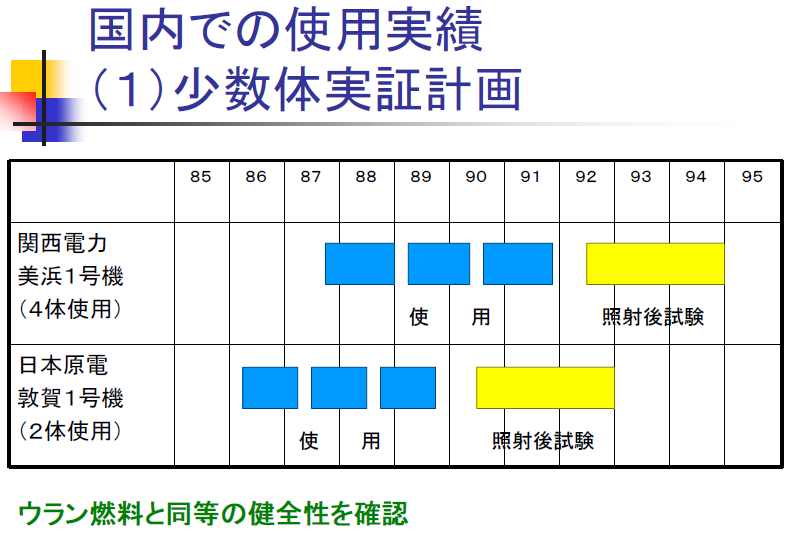 国内での使用実績
（１）少数体実証計画
85 86 87 88 89 90 91 92 93 94 95
関西電力
美浜１号機
（４体使用）
使 用 照射後試験
日本原電
敦賀１号機
（２体使用）
使 用 照射後試験
ウラン燃料と同等の健全性を確認